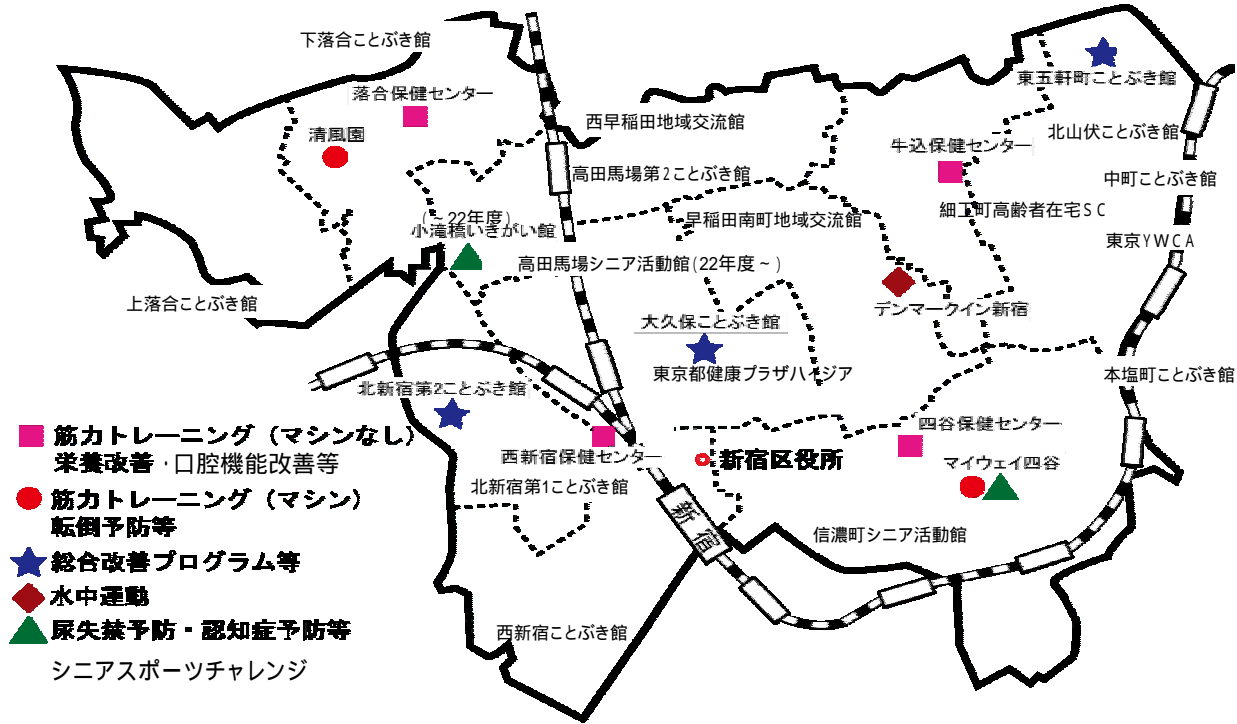 下落合ことぶき館
東五軒町ことぶき館
落合保健センター
西早稲田地域交流館
北山伏ことぶき館
清風園
牛込保健センター
高田馬場第2ことぶき館
中町ことぶき館
細工町高齢者在宅SC
(～22年度)
早稲田南町地域交流館
小滝橋いきがい館
東京YWCA
高田馬場シニア活動館(22年度～)
上落合ことぶき館
デンマークイン新宿
大久保ことぶき館
東京都健康プラザハイジア
本塩町ことぶき館
北新宿第2ことぶき館
四谷保健センター
西新宿保健センター
新宿区役所
マイウェイ四谷
北新宿第1ことぶき館
新宿
信濃町シニア活動館
西新宿ことぶき館
筋力トレーニング（マシンなし）
栄養改善・口腔機能改善等
筋力トレーニング（マシン）
転倒予防等
総合改善プログラム等
水中運動
尿失禁予防・認知症予防等
シニアスポーツチャレンジ